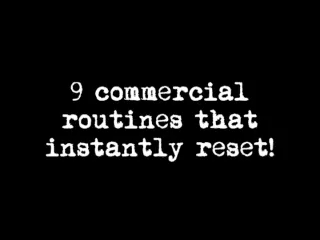 9 commercial
routines that
instantly reset!